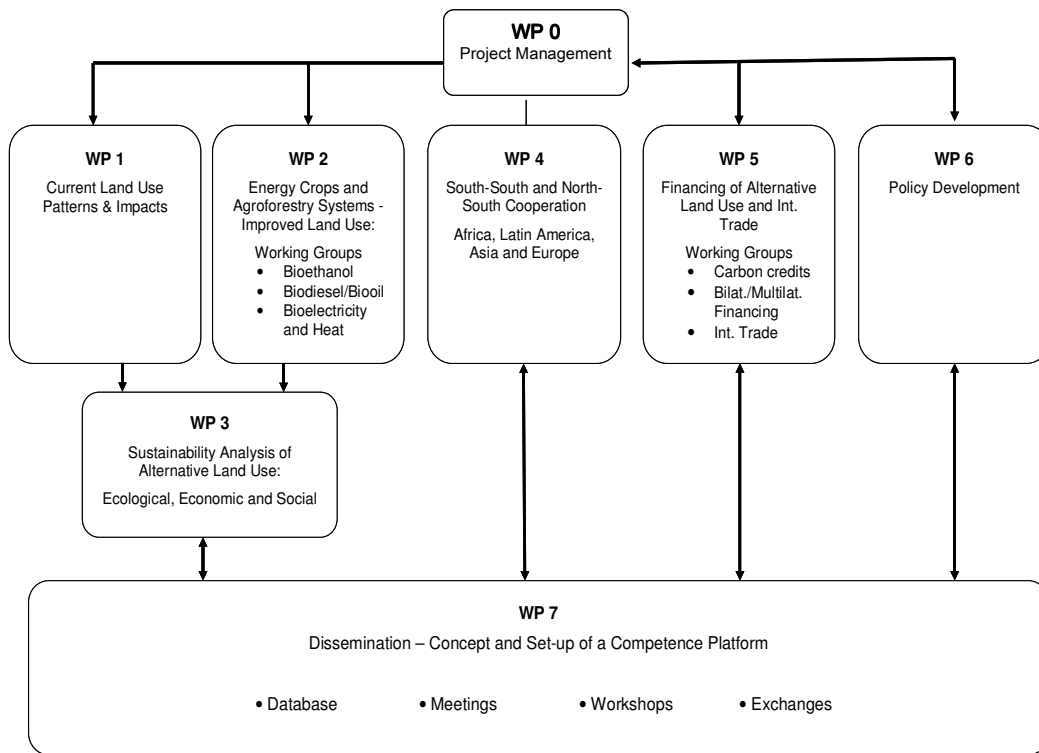 WP 0
Project Management
WP 1
Current Land Use
Patterns & Impacts
WP 2
Energy Crops and
Agroforestry Systems -
Improved Land Use:
Working Groups
• Bioethanol
• Biodiesel/Biooil
• Bioelectricity
and Heat
WP 4
South-South and North-
South Cooperation
Africa, Latin America,
Asia and Europe
WP 5
Financing of Alternative
Land Use and Int.
Trade
Working Groups
• Carbon credits
• Bilat./Multilat.
Financing
• Int. Trade
WP 6
Policy Development
WP 3
Sustainability Analysis of
Alternative Land Use:
Ecological, Economic and Social
WP 7
Dissemination – Concept and Set-up of a Competence Platform
• Database • Meetings • Workshops • Exchanges